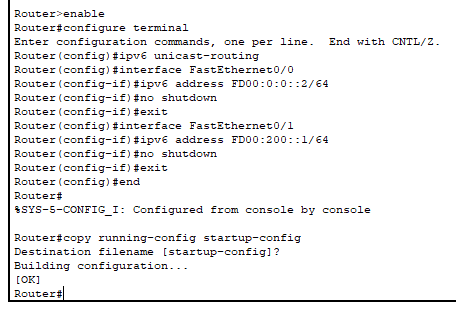 Router>enable
Router#configure terminal
Enter configuration commands, one per line.  End with CNTL/Z.
Router(config)#ipv6 unicast-routing
Router(config)#interface FastEthernet0/0
Router(config-if)#ipv6 address FD00:0:0::2/64
Router(config-if)#no shutdown
Router(config-if)#exit
Router(config)#interface FastEthernet0/1
Router(config-if)#ipv6 address FD00:200::1/64
Router(config-if)#no shutdown
Router(config-if)#exit
Router(config)#end
Router#
%SYS-5-CONFIG_I: Configured from console by console

Router#copy running-config startup-config
Destination filename [startup-config]?
Building configuration...
[OK]
Router#